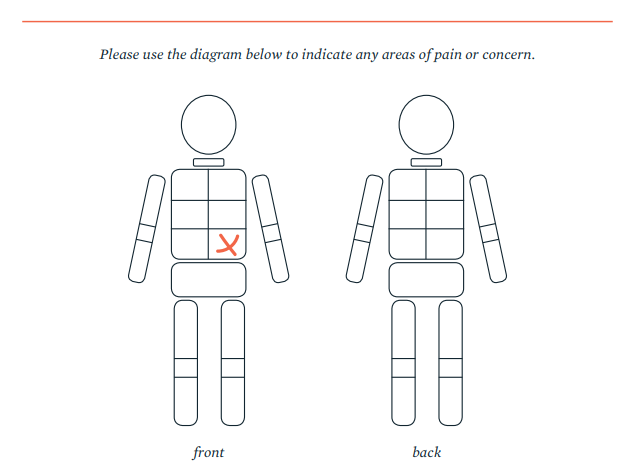 Please use the diagram below to indicate any areas of pain or concern.
front
back